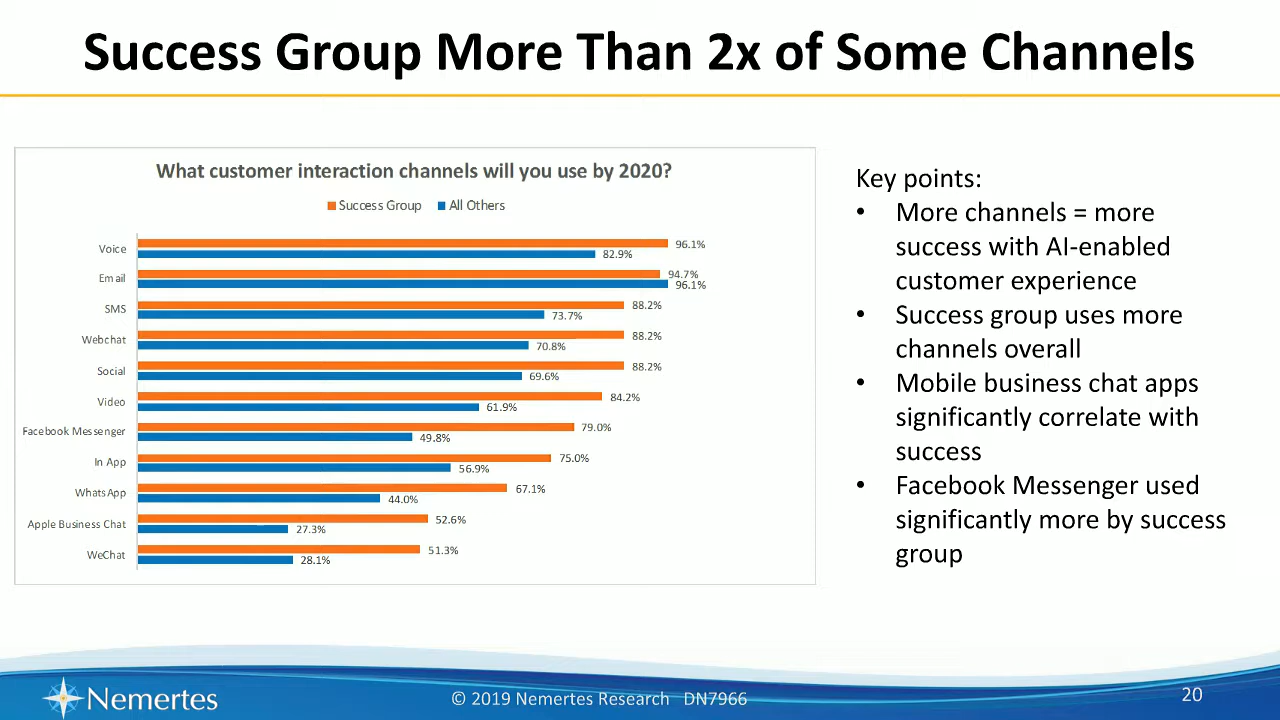 Success Group More Than 2x of Some Channels
What customer interaction channels will you use by 2020?
Success Group All Others
Voice 96.1% 82.9%
Email 94.7% 96.1%
SMS 88.2% 73.7%
Webchat 88.2% 70.8%
Social 88.2% 69.6%
Video 84.2% 61.9%
Facebook Messenger 79.0% 49.8%
In App 75.0% 56.9%
WhatsApp 67.1% 44.0%
Apple Business Chat 52.6% 27.3%
WeChat 51.3% 28.1%
Key points:
• More channels = more
success with AI-enabled
customer experience
• Success group uses more
channels overall
• Mobile business chat apps
significantly correlate with
success
• Facebook Messenger used
significantly more by success
group
Nemertes
© 2019 Nemertes Research DN7966
20